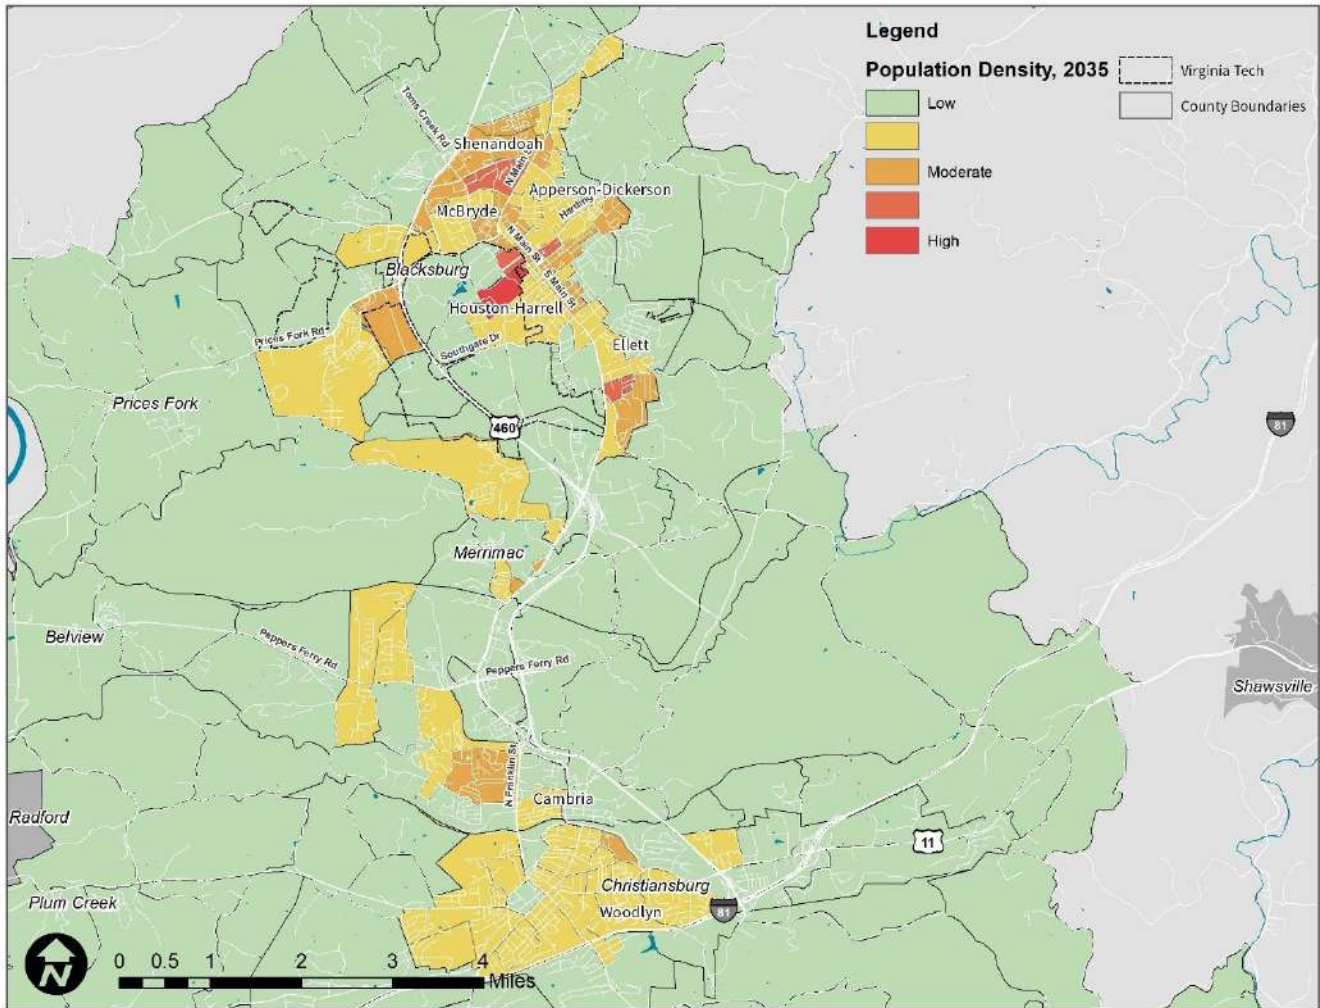 Legend
Population Density, 2035
Low
Moderate
High
Virginia Tech
County Boundaries
Toms Creek Rd
Shenandoah
N Main
Apperson-Dickerson
Harding
McBryde
N Main St
Blacksburg
S Main St
Houston-Harrell
Prices Fork Rd
Southgate Dr
Ellett
Prices Fork
460
81
Merrimac
Belview
Peppers Ferry Rd
Peppers Ferry Rd
Shawsville
N Franklin St
Cambria
Radford
11
Christiansburg
Plum Creek
Woodlyn
81
N
0 0.5 1 2 3 4
Miles